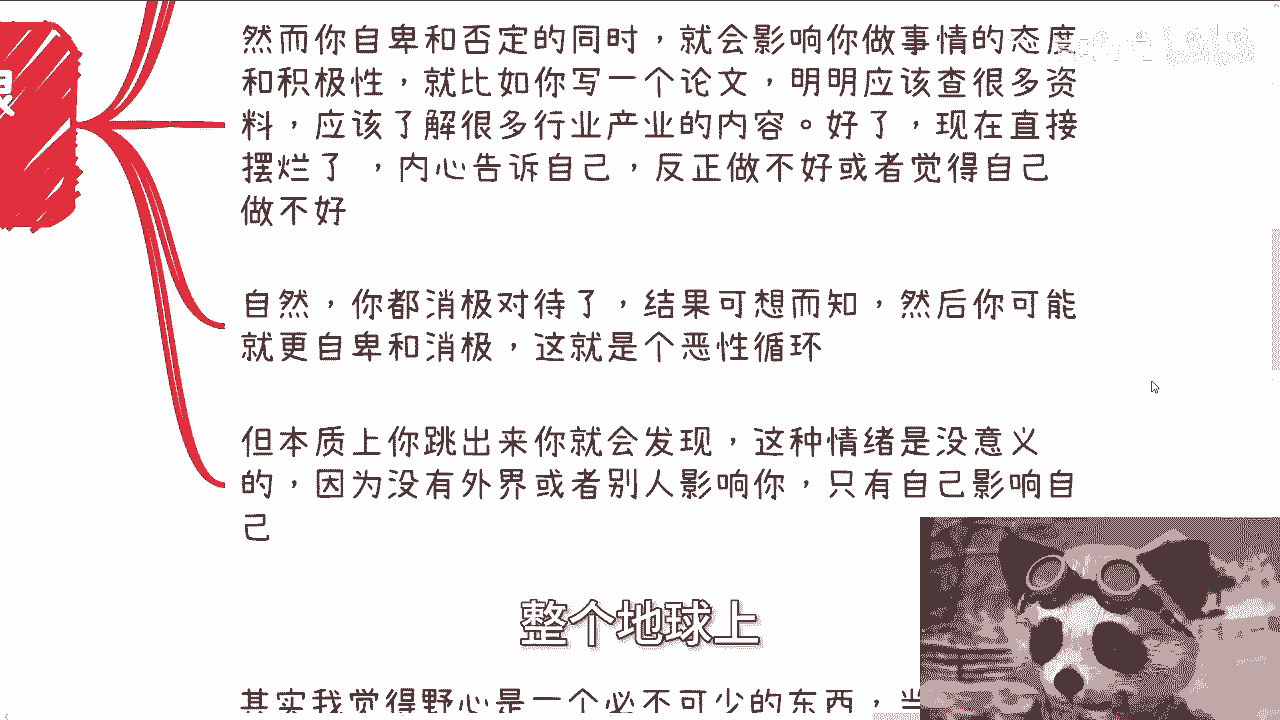 然而你自卑和否定的同时，就会影响你做事情的态度
和积极性，就比如你写一个论文，明明应该查很多资
料，应该了解很多行业产业的内容。好了，现在直接
摆烂了 ，内心告诉自己，反正做不好或者觉得自己
做不好
自然，你都消极对待了，结果可想而知，然后你可能
就更自卑和消极，这就是个恶性循环
但本质上你跳出来你就会发现，这种情绪是没意义
的，因为没有外界或者别人影响你，只有自己影响自
己
整个地球上
其实我觉得野心是一个必不可少的东西，当